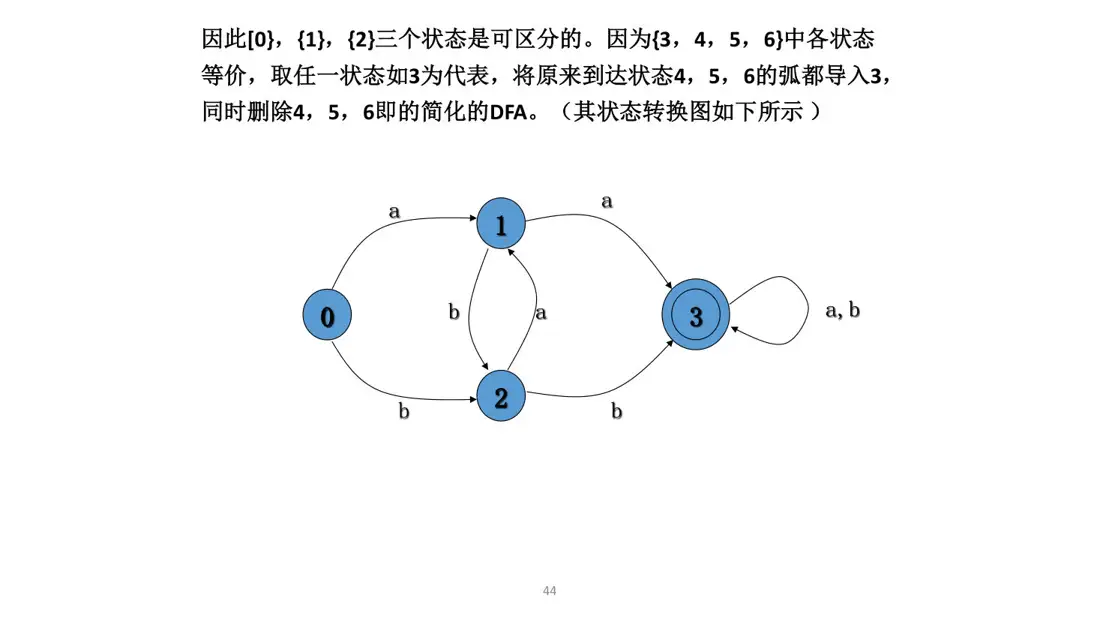 因此[0}，{1}，{2}三个状态是可区分的。因为{3，4，5，6}中各状态
等价，取任一状态如3为代表，将原来到达状态4，5，6的弧都导入3，
同时删除4，5，6即的简化的DFA。（其状态转换图如下所示 ）
a
1
a
0
b
a
3
a,b
2
b
b
44